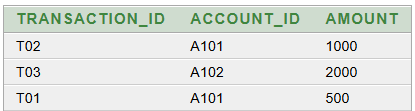 TRANSACTION_ID ACCOUNT_ID AMOUNT
T02 A101 1000
T03 A102 2000
T01 A101 500